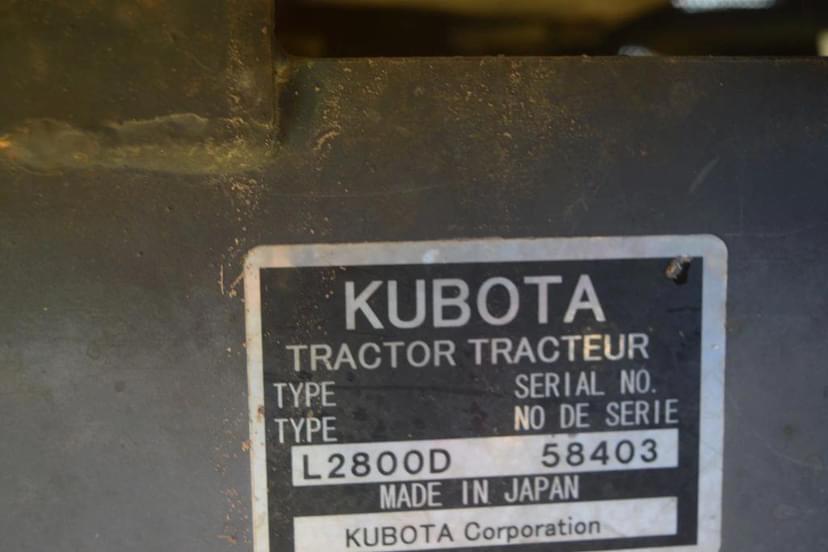 KUBOTA
TRACTOR TRACTEUR
TYPE SERIAL NO.
TYPE NO DE SERIE
L2800D 58403
MADE IN JAPAN
KUBOTA Corporation